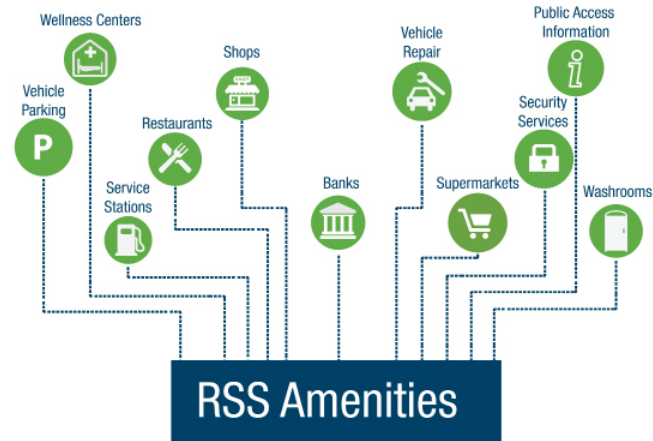 Wellness Centers
Public Access
Information
Vehicle
Repair
Shops
Vehicle
Parking
P
SHOP
Security
Services
Restaurants
Service
Stations
Banks
Supermarkets
Washrooms
i
RSS Amenities